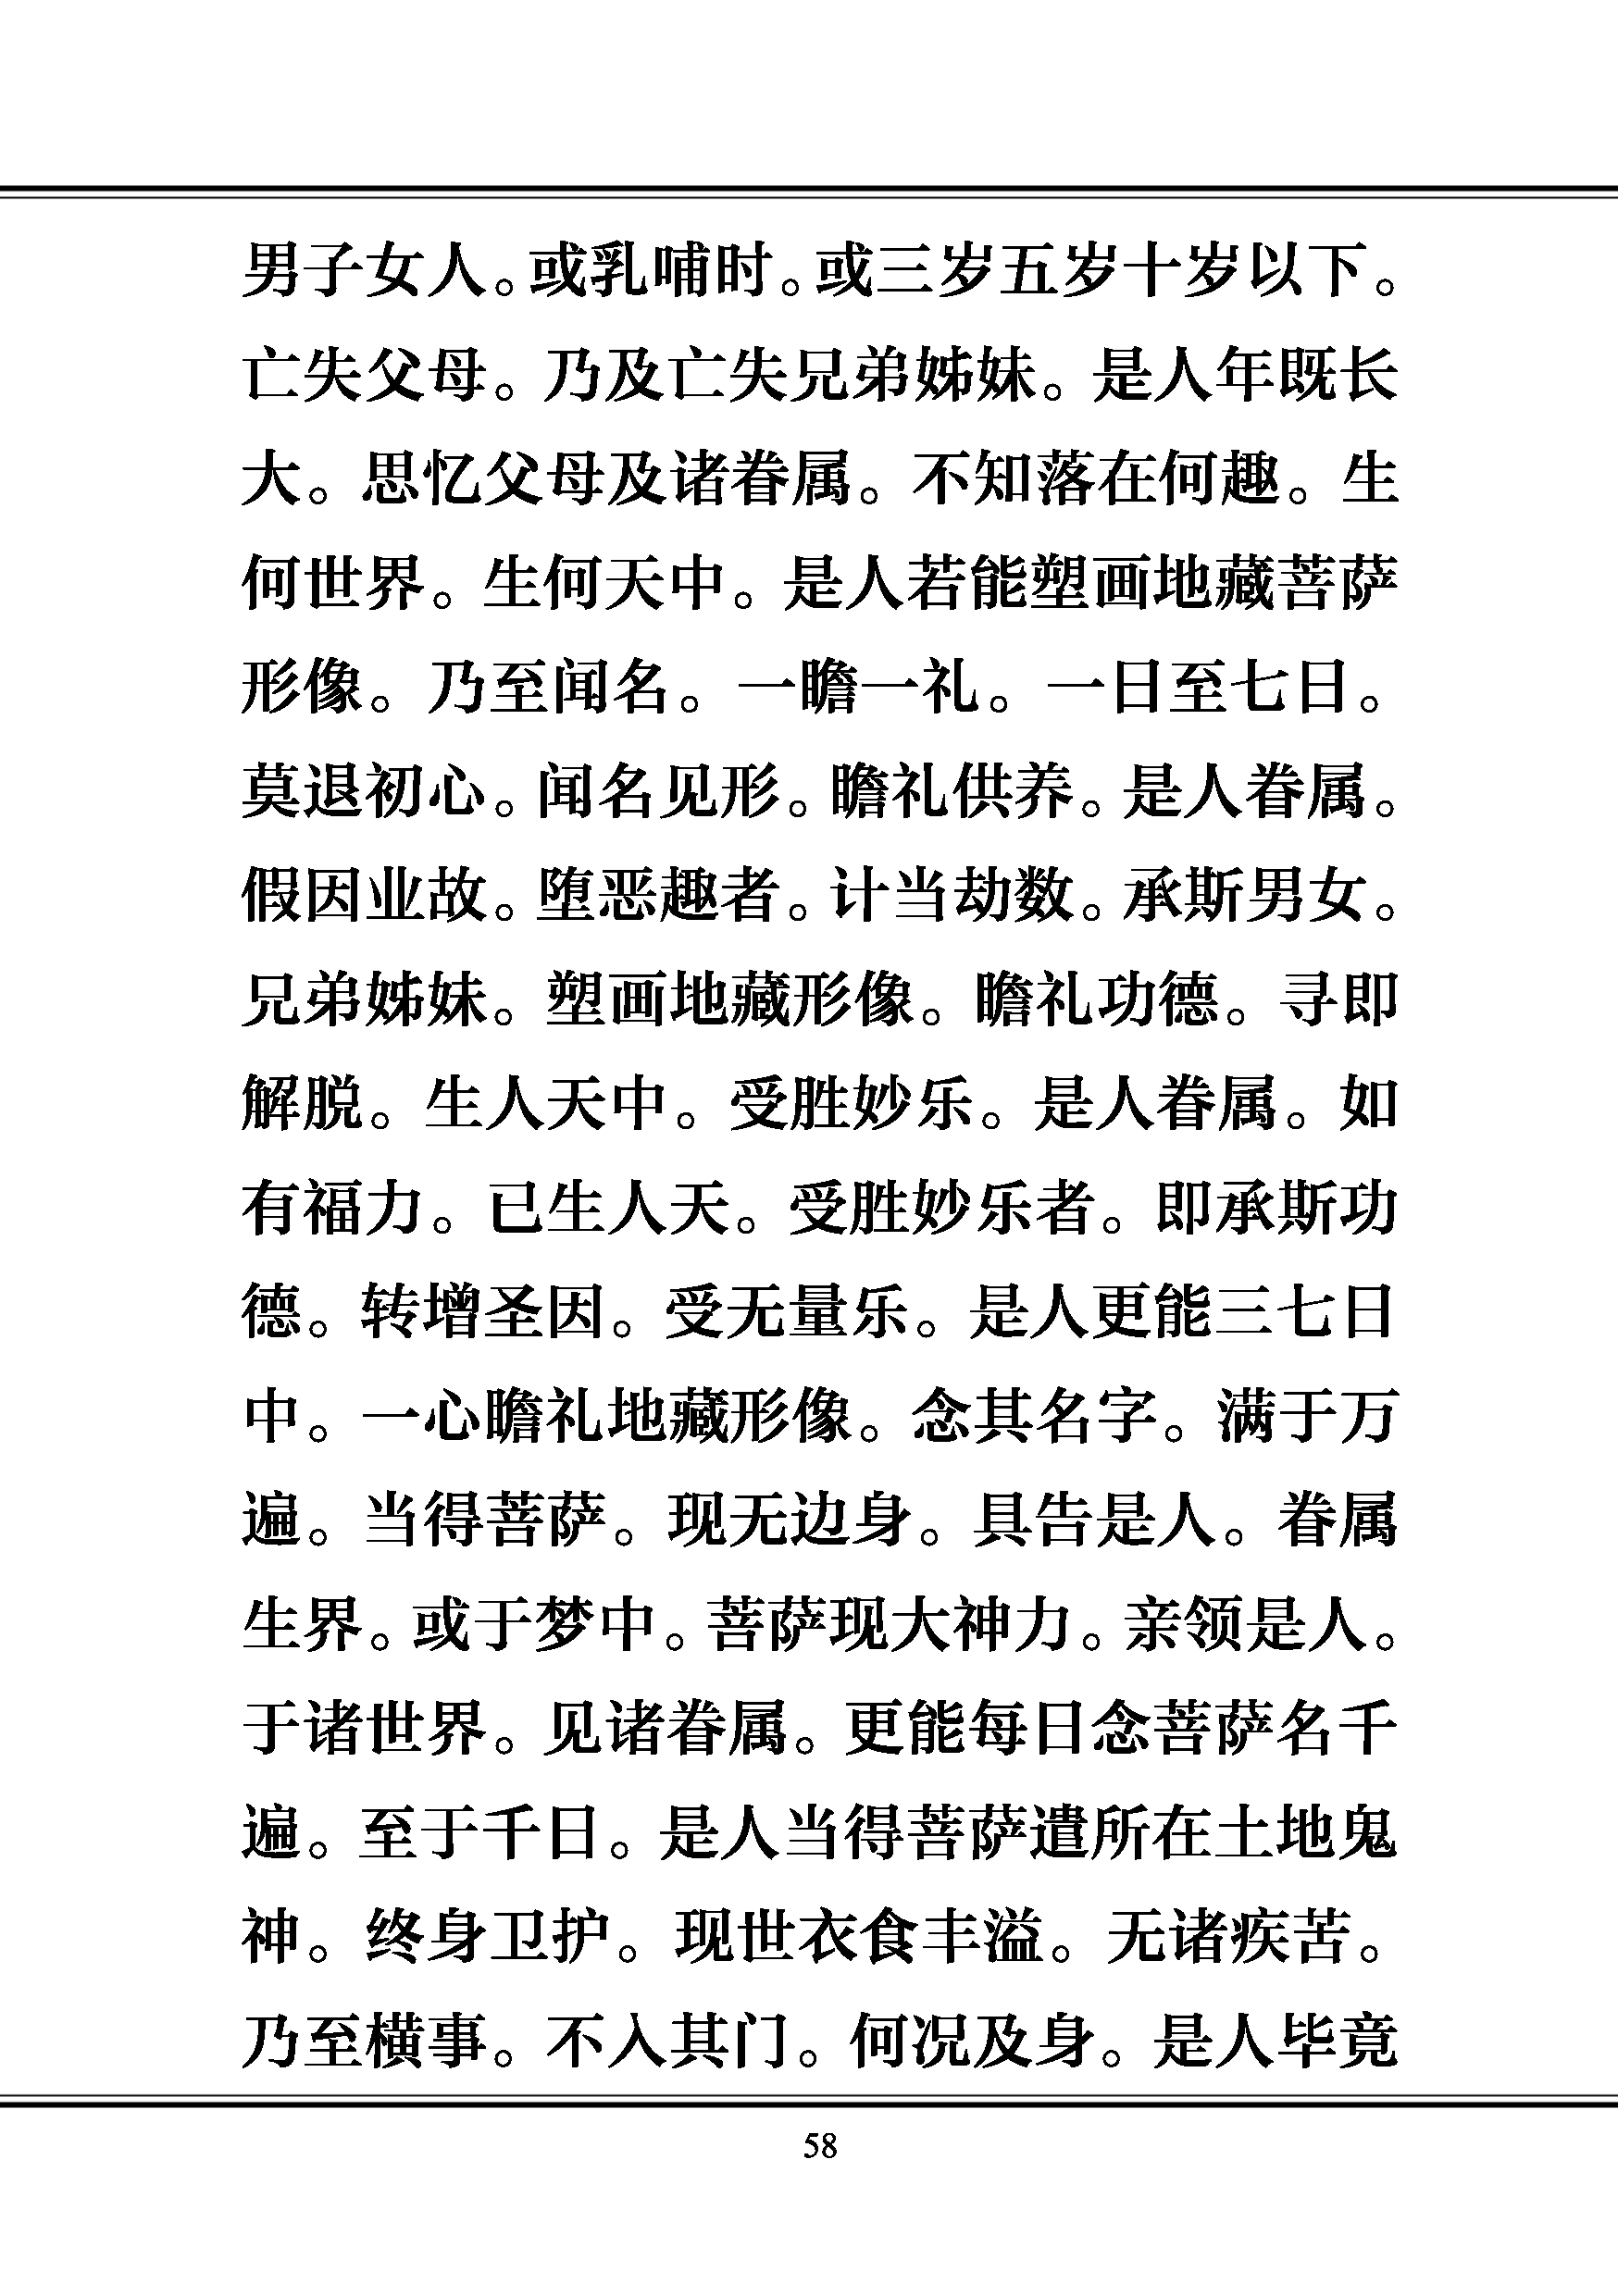 男子女人。或乳哺时。或三岁五岁十岁以下。
亡失父母。乃及亡失兄弟姊妹。是人年既长
大。思忆父母及诸眷属。不知落在何趣。生
何世界。生何天中。是人若能塑画地藏菩萨
形像。乃至闻名。一瞻一礼。一日至七日。
莫退初心。闻名见形。瞻礼供养。是人眷属。
假因业故。堕恶趣者。计当劫数。承斯男女。
兄弟姊妹。塑画地藏形像。瞻礼功德。寻即
解脱。生人天中。受胜妙乐。是人眷属。如
有福力。已生人天。受胜妙乐者。即承斯功
德。转增圣因。受无量乐。是人更能三七日
中。一心瞻礼地藏形像。念其名字。满于万
遍。当得菩萨。现无边身。具告是人。眷属
生界。或于梦中。菩萨现大神力。亲领是人。
于诸世界。见诸眷属。更能每日念菩萨名千
遍。至于千日。是人当得菩萨遣所在土地鬼
神。终身卫护。现世衣食丰溢。无诸疾苦。
乃至横事。不入其门。何况及身。是人毕竟
58